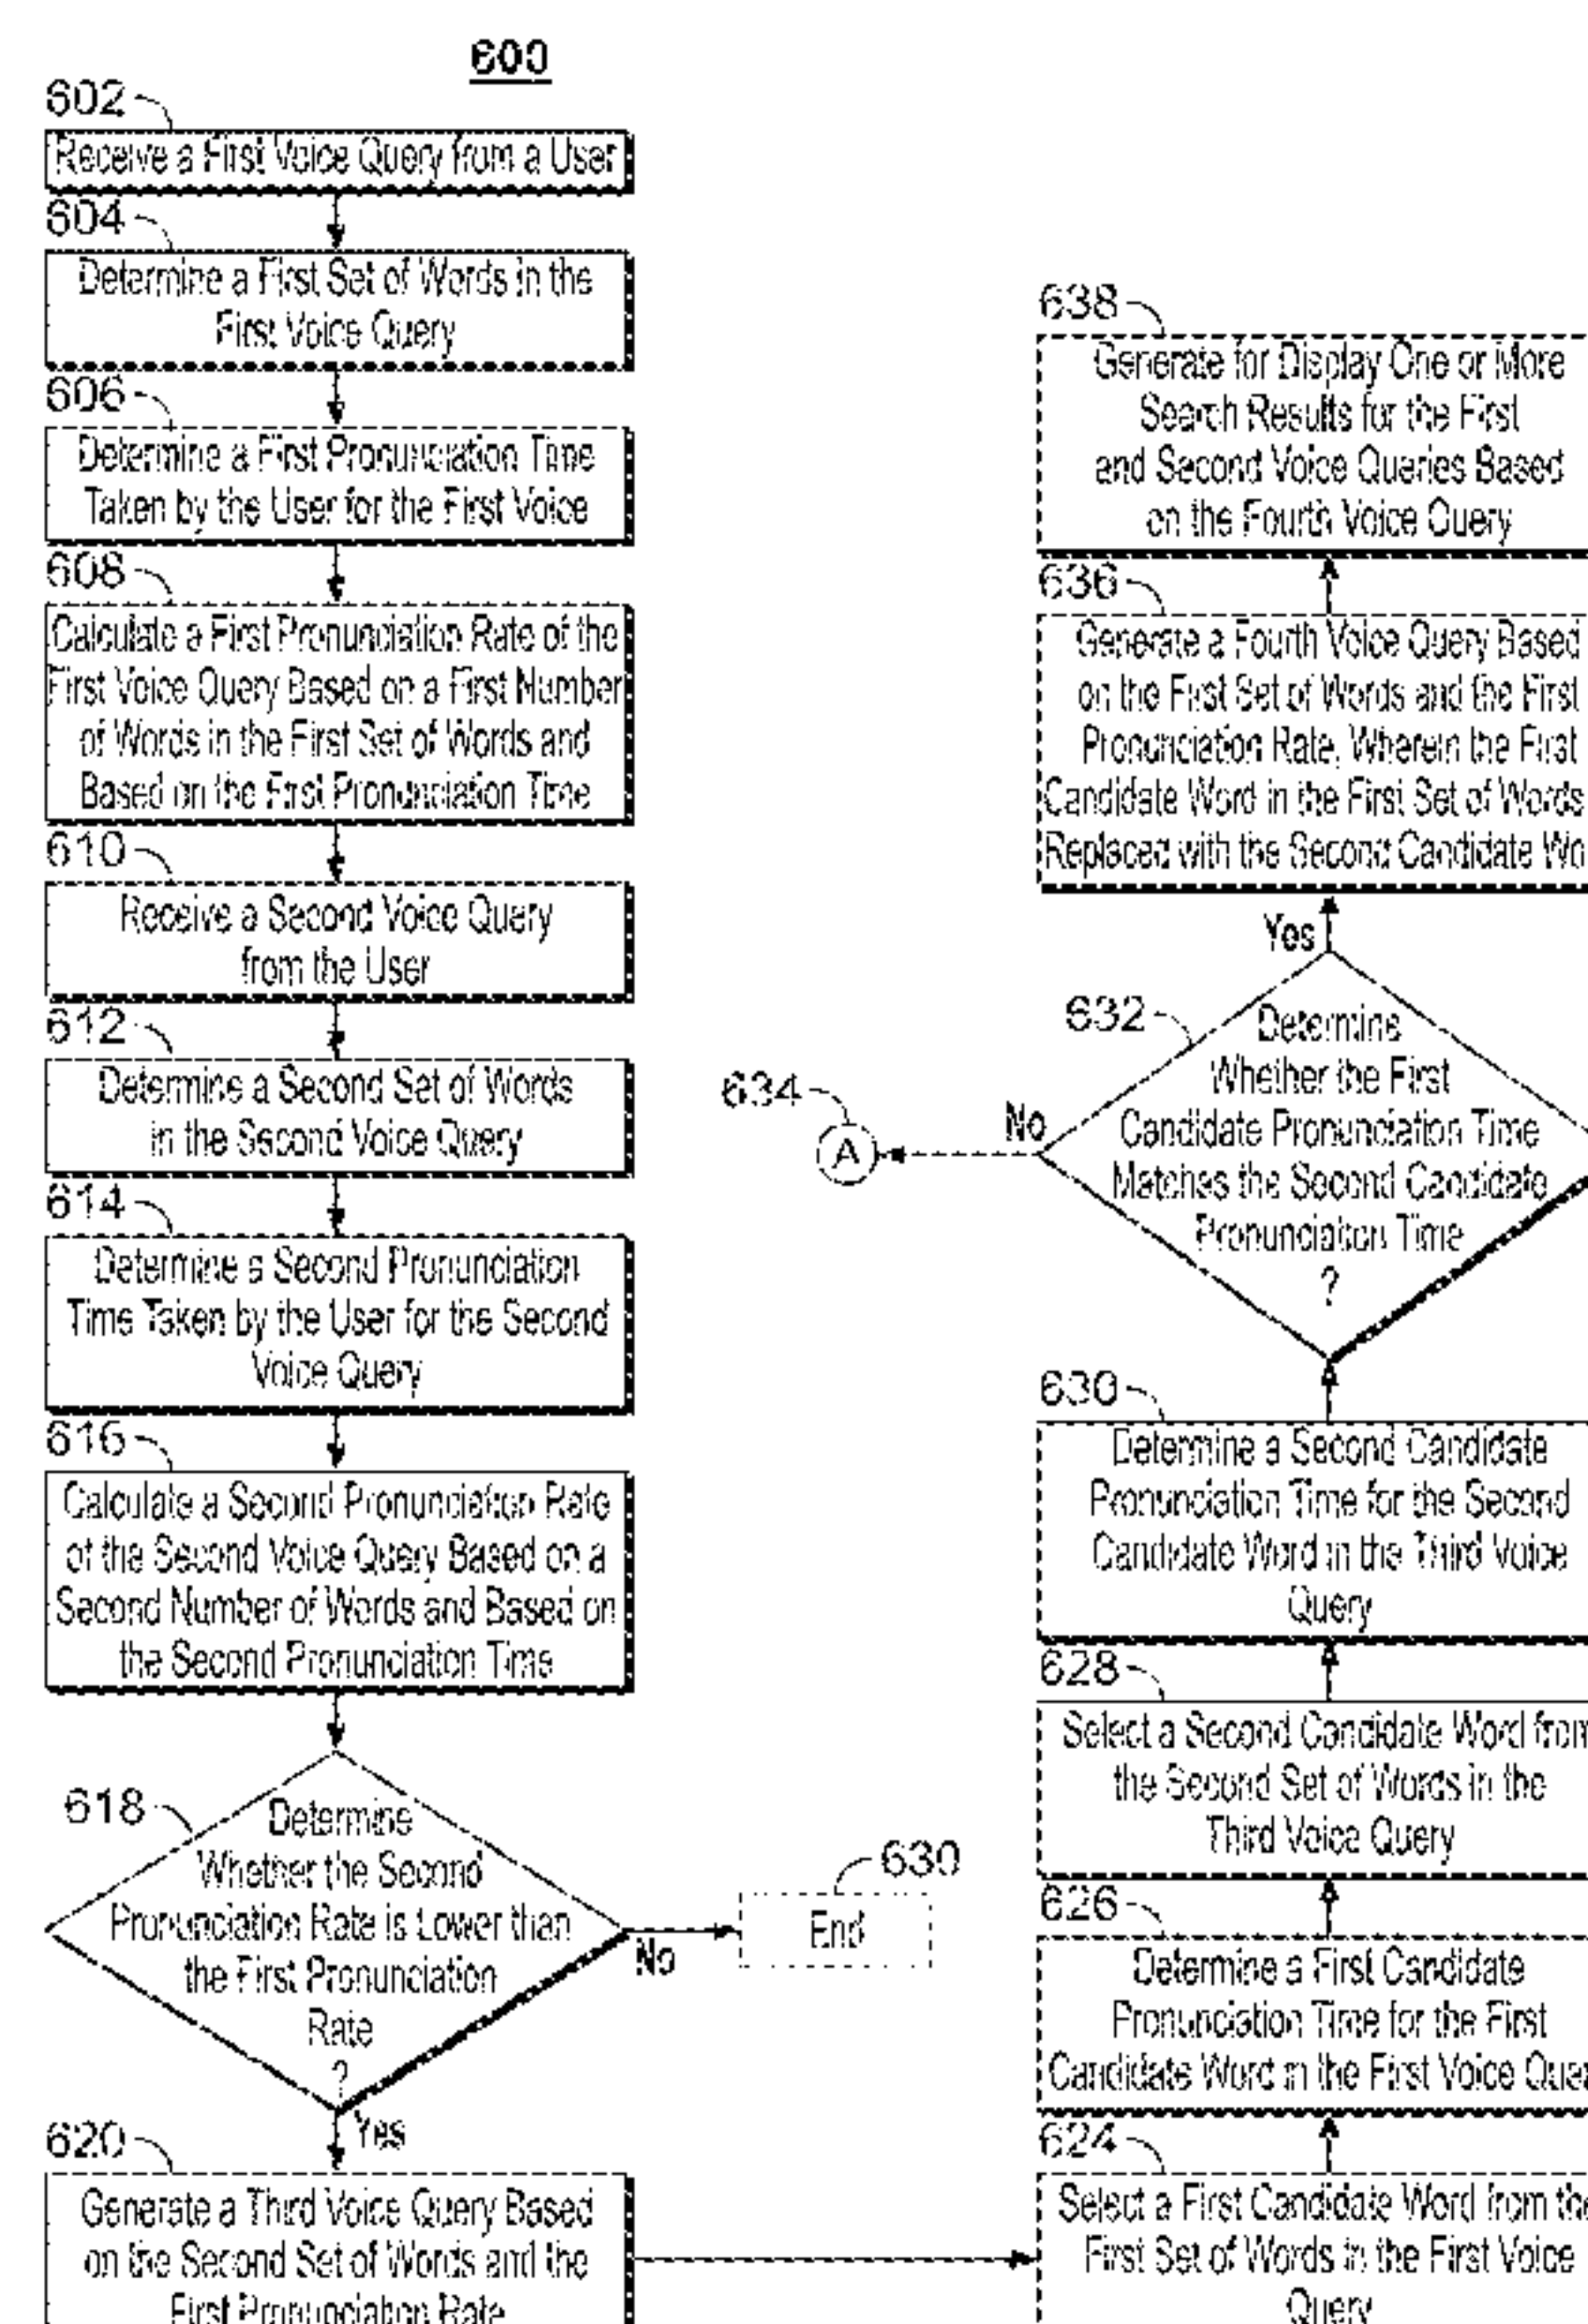 600
602
Receive a First Voice Query from a User
604
Determine a First Set of Words in the
First Voice Query
606
Determine a First Pronunciation Time
Taken by the User for the First Voice
608
Calculate a First Pronunciation Rate of the
First Voice Query Based on a First Number
of Words in the First Set of Words and
Based on the First Pronunciation Time
610
Receive a Second Voice Query
from the User
612
Determine a Second Set of Words
in the Second Voice Query
614
Determine a Second Pronunciation
Time Taken by the User for the Second
Voice Query
616
Calculate a Second Pronunciation Rate
of the Second Voice Query Based on a
Second Number of Words and Based on
the Second Pronunciation Time
618
Determine
Whether the Second
Pronunciation Rate is Lower than
the First Pronunciation
Rate
?
No
630
End
Yes
620
Generate a Third Voice Query Based
on the Second Set of Words and the
First Pronunciation Rate
624
Select a First Candidate Word from the
First Set of Words in the First Voice
Query
626
Determine a First Candidate
Pronunciation Time for the First
Candidate Word in the First Voice
628
Select a Second Candidate Word from
the Second Set of Words in the
Third Voice Query
630
Determine a Second Candidate
Pronunciation Time for the Second
Candidate Word in the Third Voice
Query
632
Determine
Whether the First
Candidate Pronunciation Time
Matches the Second Candidate
Pronunciation Time
?
No
634
A
Yes
636
Generate a Fourth Voice Query Based
on the First Set of Words and the First
Pronunciation Rate, Wherein the First
Candidate Word in the First Set of Words
Replaced with the Second Candidate
638
Generate for Display One or More
Search Results for the First
and Second Voice Queries Based
on the Fourth Voice Query